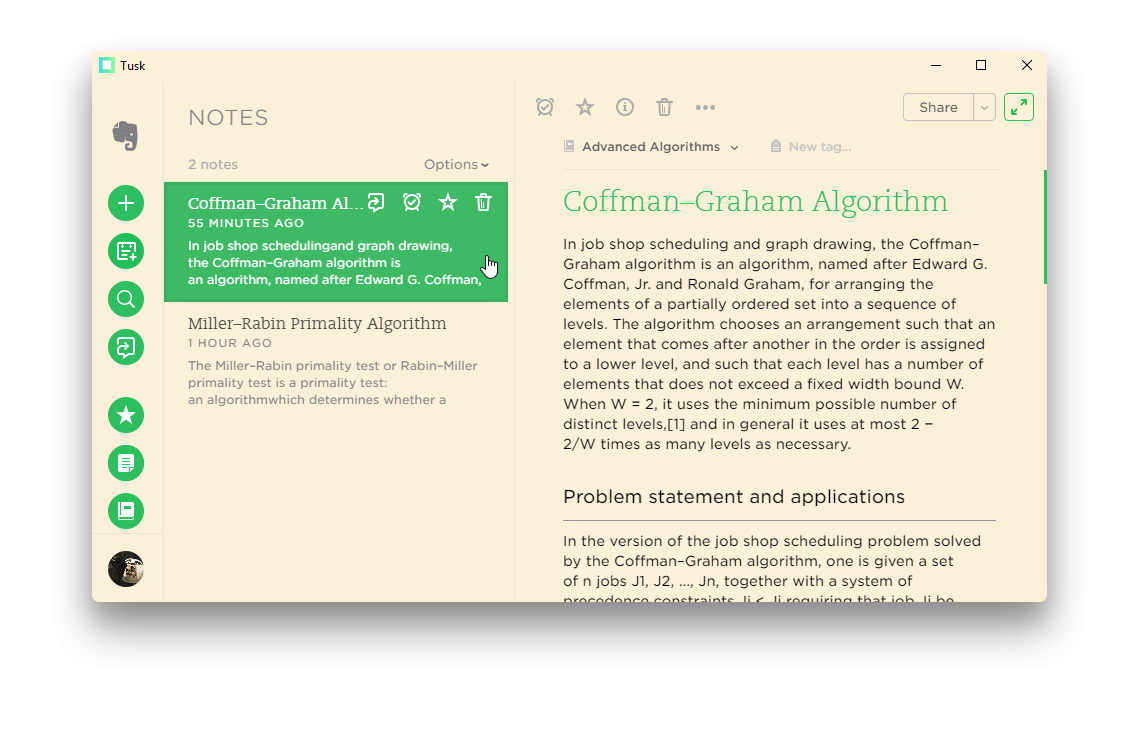 Tusk
NOTES
2 notes
Options
Coffman–Graham Al...
55 MINUTES AGO
In job shop schedulingand graph drawing,
the Coffman–Graham algorithm is
an algorithm, named after Edward G. Coffman,
Miller–Rabin Primality Algorithm
1 HOUR AGO
The Miller–Rabin primality test or Rabin–Miller
primality test is a primality test:
an algorithmwhich determines whether a
Share
Advanced Algorithms
New tag...
Coffman–Graham Algorithm
In job shop scheduling and graph drawing, the Coffman–
Graham algorithm is an algorithm, named after Edward G.
Coffman, Jr. and Ronald Graham, for arranging the
elements of a partially ordered set into a sequence of
levels. The algorithm chooses an arrangement such that an
element that comes after another in the order is assigned
to a lower level, and such that each level has a number of
elements that does not exceed a fixed width bound W.
When W = 2, it uses the minimum possible number of
distinct levels,[1] and in general it uses at most 2 −
2/W times as many levels as necessary.
Problem statement and applications
In the version of the job shop scheduling problem solved
by the Coffman–Graham algorithm, one is given a set
of n jobs J1, J2, ..., Jn, together with a system of
precedence constraints Ji < Jj requiring that job Ji be